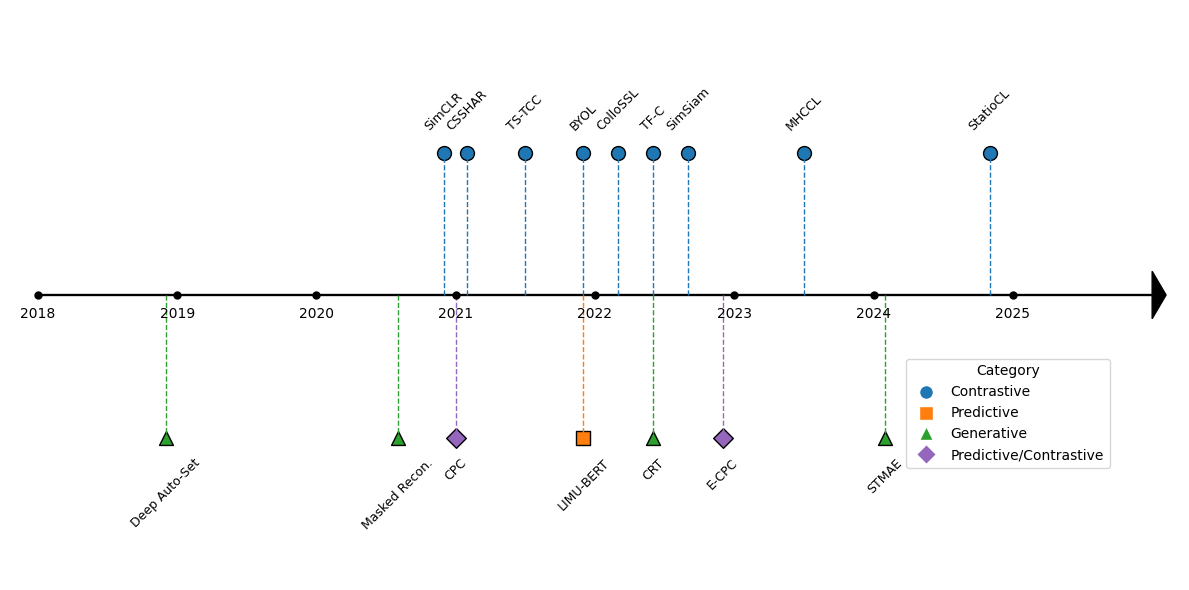 SimCLR
CSSHAR
TS-TCC
BYOL
ColloSSL
TF-C
SimSiam
MHCCL
StatioCL
2018
2019
2020
2021
2022
2023
2024
2025
Deep Auto-Set
Masked Recon.
CPC
LIMU-BERT
CRT
E-CPC
STMAE
Category
Contrastive
Predictive
Generative
Predictive/Contrastive